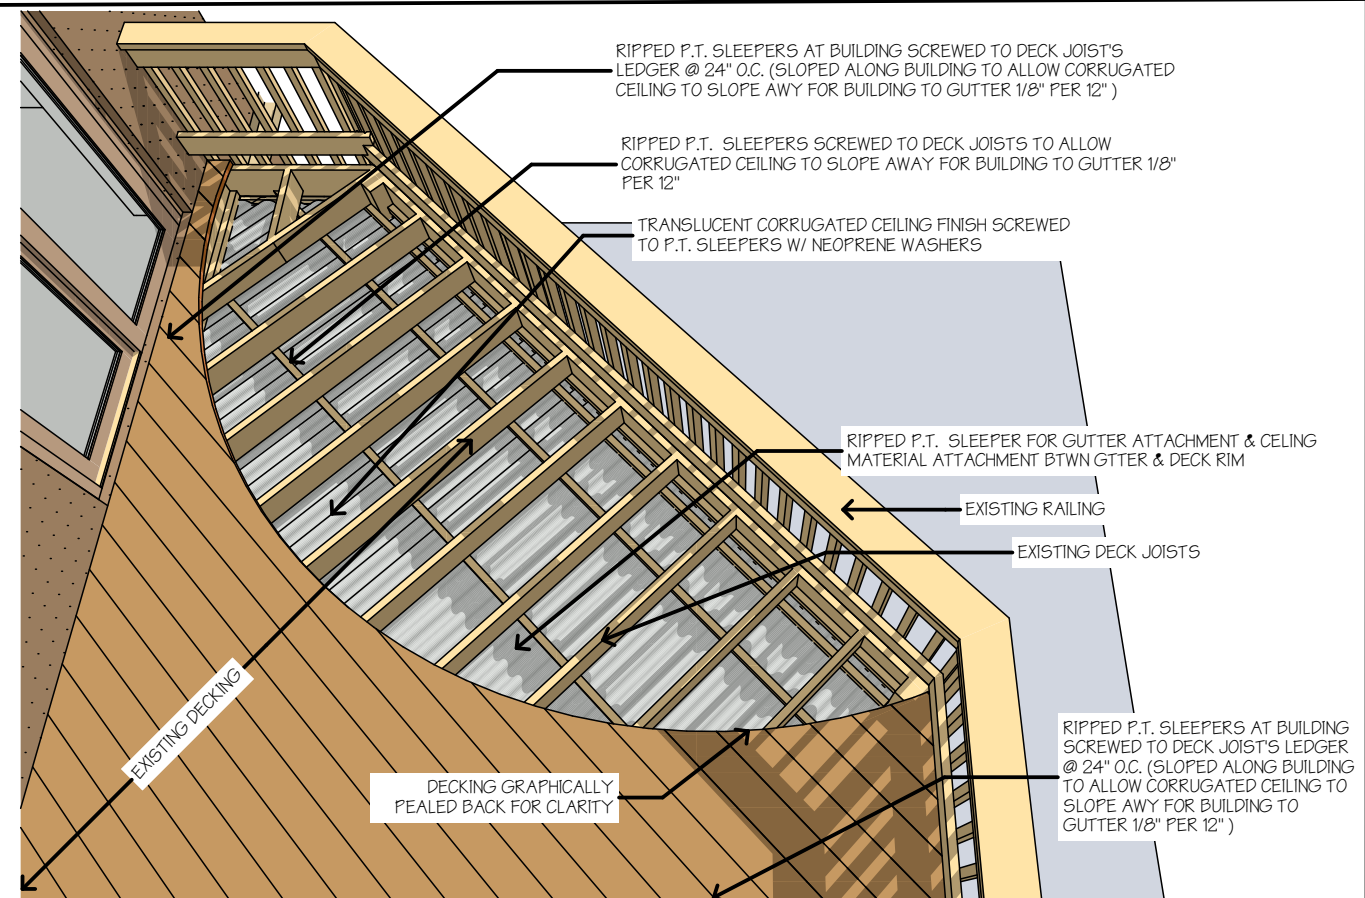 RIPPED P.T. SLEEPERS AT BUILDING SCREWED TO DECK JOIST'S
LEDGER @ 24" O.C. (SLOPED ALONG BUILDING TO ALLOW CORRUGATED
CEILING TO SLOPE AWY FOR BUILDING TO GUTTER 1/8" PER 12" )
RIPPED P.T. SLEEPERS SCREWED TO DECK JOISTS TO ALLOW
CORRUGATED CEILING TO SLOPE AWAY FOR BUILDING TO GUTTER 1/8"
PER 12"
TRANSLUCENT CORRUGATED CEILING FINISH SCREWED
TO P.T. SLEEPERS W/ NEOPRENE WASHERS
RIPPED P.T. SLEEPER FOR GUTTER ATTACHMENT & CELING
MATERIAL ATTACHMENT BTWN GTTER & DECK RIM
EXISTING RAILING
EXISTING DECK JOISTS
EXISTING DECKING
DECKING GRAPHICALLY
PEALED BACK FOR CLARITY
RIPPED P.T. SLEEPERS AT BUILDING
SCREWED TO DECK JOIST'S LEDGER
@ 24" O.C. (SLOPED ALONG BUILDING
TO ALLOW CORRUGATED CEILING TO
SLOPE AWY FOR BUILDING TO
GUTTER 1/8" PER 12" )